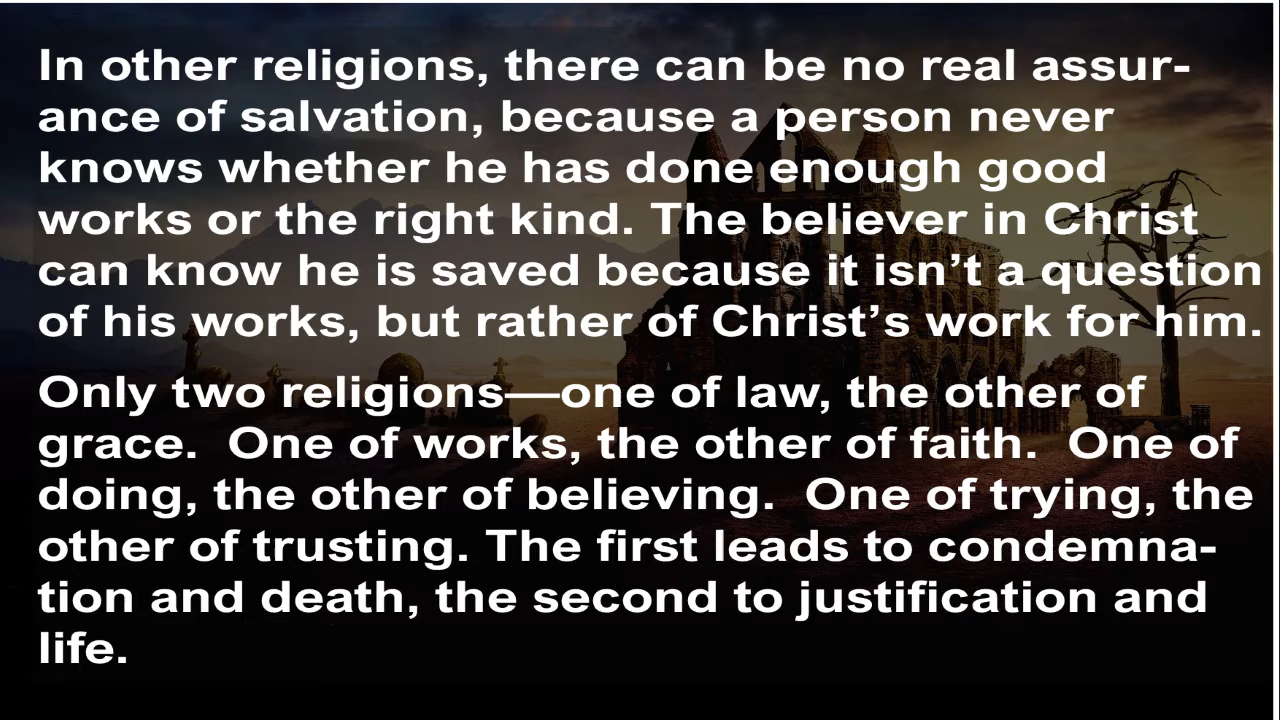 In other religions, there can be no real assur-
ance of salvation, because a person never
knows whether he has done enough good
works or the right kind. The believer in Christ
can know he is saved because it isn’t a question
of his works, but rather of Christ’s work for him.
Only two religions—one of law, the other of
grace.  One of works, the other of faith.  One of
doing, the other of believing.  One of trying, the
other of trusting. The first leads to condemna-
tion and death, the second to justification and
life.